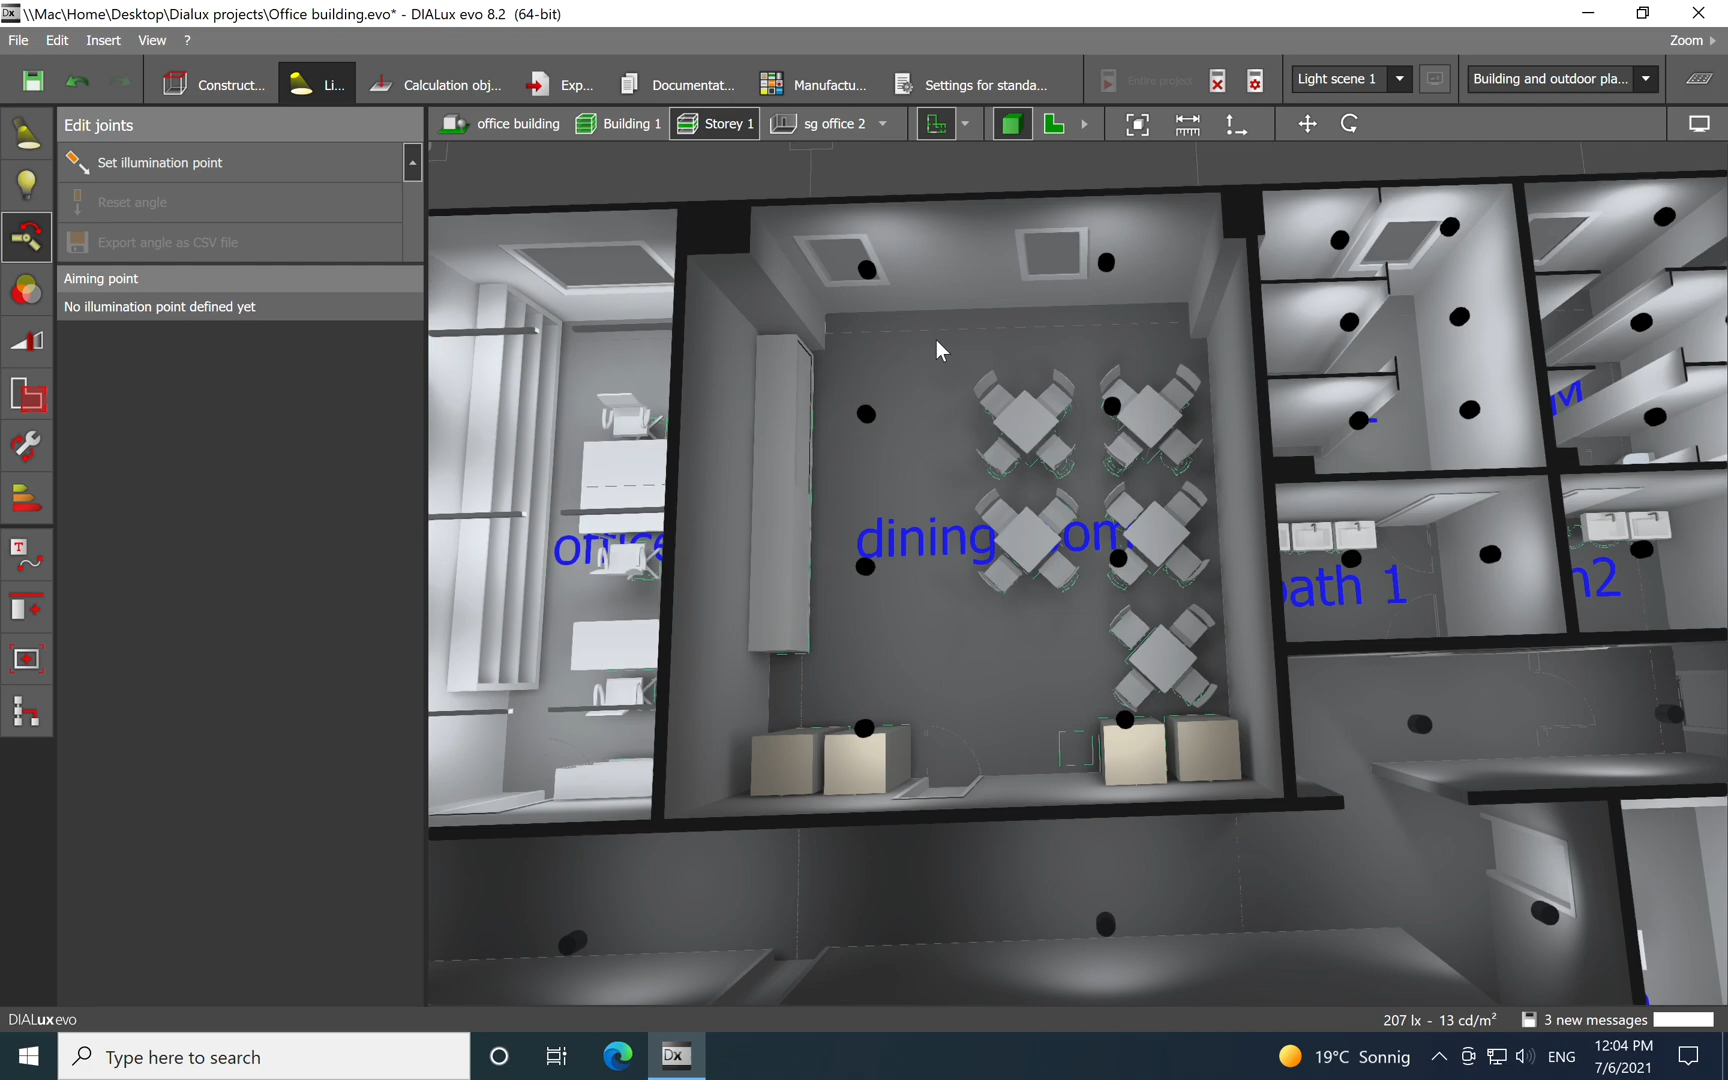 \\Mac\Home\Desktop\Dialux projects\Office building.evo* - DIALux evo 8.2 (64-bit)
File Edit Insert View ? Zoom
Construct... Li... Calculation obj... Exp... Documentat... Manufactu... Settings for standa... Entire project Light scene 1 Building and outdoor pla...
Edit joints
office building Building 1 Storey 1 sg office 2
Set illumination point
Reset angle
Export angle as CSV file
Aiming point
No illumination point defined yet
dining
bath 1
DIALux evo
207 lx - 13 cd/m²
3 new messages
Type here to search
Dx
19°C Sonnig
ENG
12:04 PM
7/6/2021